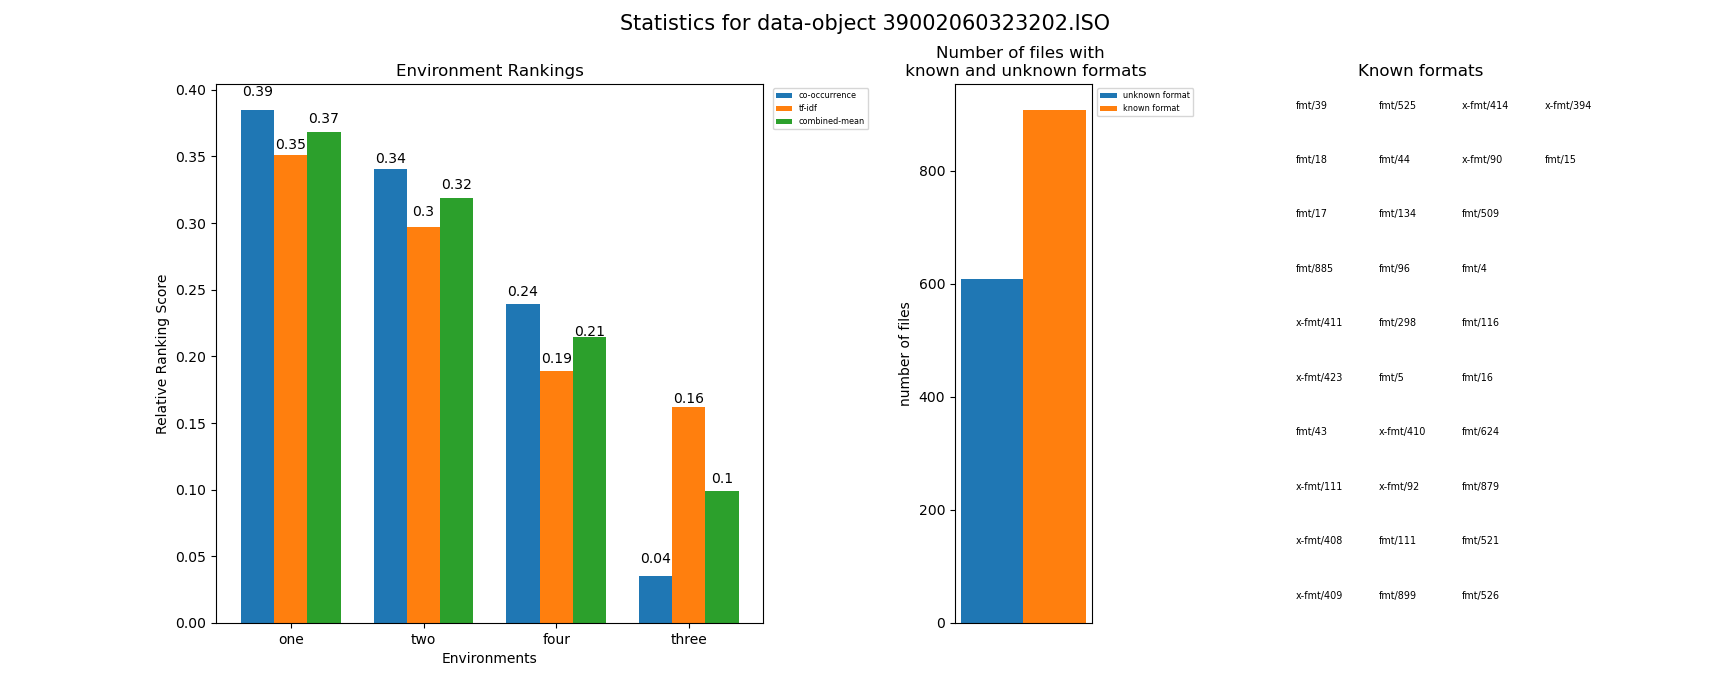 Statistics for data-object 39002060323202.ISO
Environment Rankings
Relative Ranking Score
0.40
0.35
0.30
0.25
0.20
0.15
0.10
0.05
0.00
0.39
0.35
0.37
0.34
0.3
0.32
0.24
0.19
0.21
0.04
0.16
0.1
one two four three
Environments
co-occurrence
tf-idf
combined-mean
Number of files with
known and unknown formats
number of files
800
600
400
200
0
unknown format
known format
Known formats
fmt/39 fmt/525 x-fmt/414 x-fmt/394
fmt/18 fmt/44 x-fmt/90 fmt/15
fmt/17 fmt/134 fmt/509
fmt/885 fmt/96 fmt/4
x-fmt/411 fmt/298 fmt/116
x-fmt/423 fmt/5 fmt/16
fmt/43 x-fmt/410 fmt/624
x-fmt/111 x-fmt/92 fmt/879
x-fmt/408 fmt/111 fmt/521
x-fmt/409 fmt/899 fmt/526